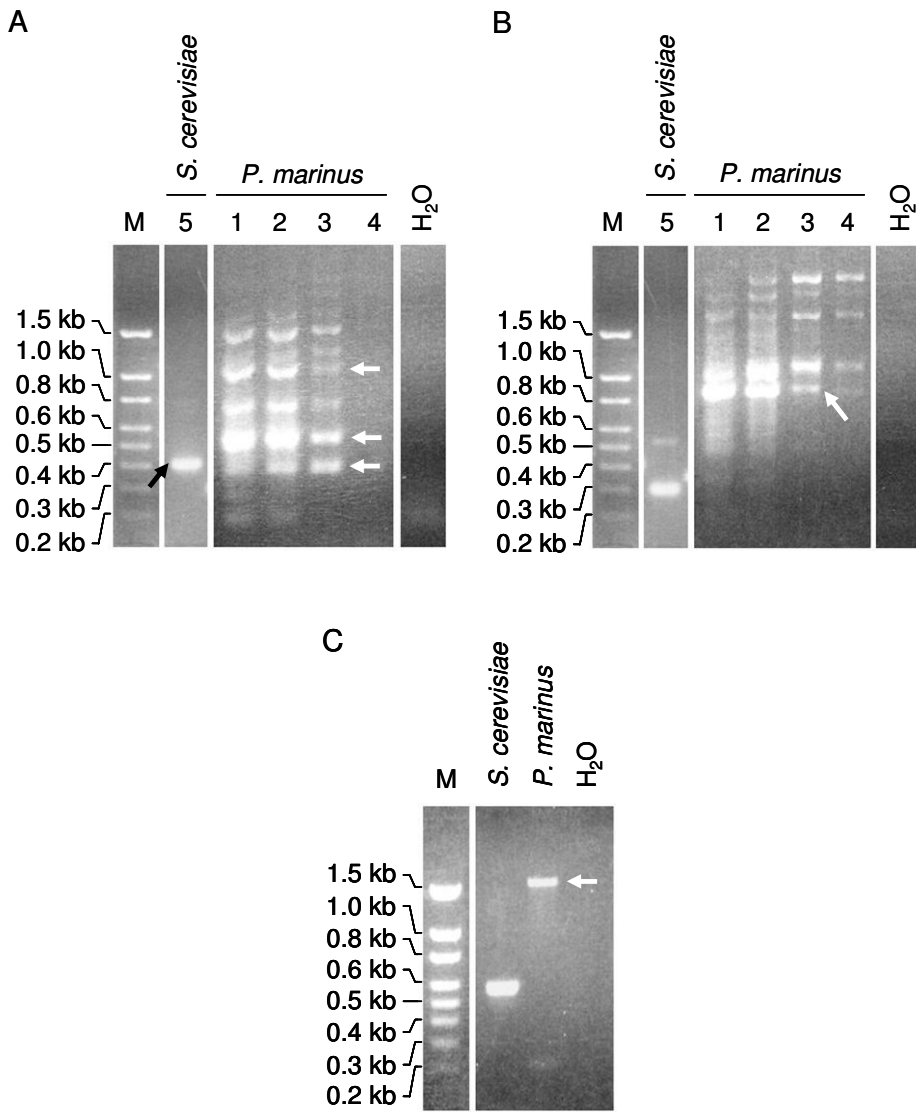 A
S. cerevisiae
P. marinus
H₂O
M 5 1 2 3 4
1.5 kb
1.0 kb
0.8 kb
0.6 kb
0.5 kb
0.4 kb
0.3 kb
0.2 kb
B
S. cerevisiae
P. marinus
H₂O
M 5 1 2 3 4
1.5 kb
1.0 kb
0.8 kb
0.6 kb
0.5 kb
0.4 kb
0.3 kb
0.2 kb
C
M
S. cerevisiae
P. marinus
H₂O
1.5 kb
1.0 kb
0.8 kb
0.6 kb
0.5 kb
0.4 kb
0.3 kb
0.2 kb